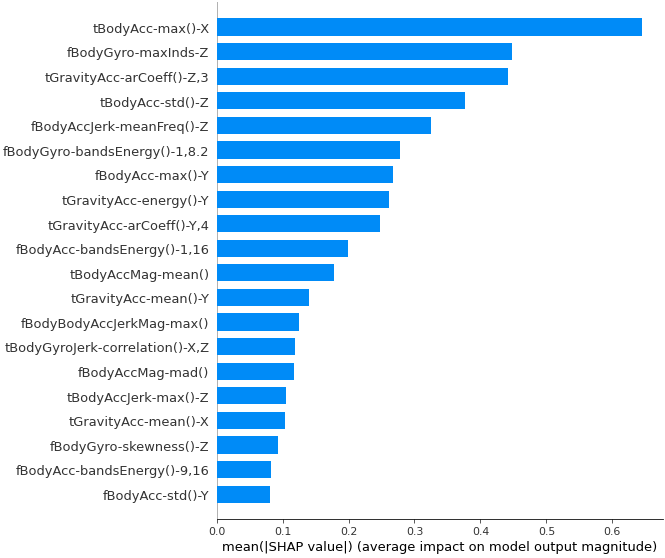 tBodyAcc-max()-X
fBodyGyro-maxInds-Z
tGravityAcc-arCoeff()-Z,3
tBodyAcc-std()-Z
fBodyAccJerk-meanFreq()-Z
fBodyGyro-bandsEnergy()-1,8.2
fBodyAcc-max()-Y
tGravityAcc-energy()-Y
tGravityAcc-arCoeff()-Y,4
fBodyAcc-bandsEnergy()-1,16
tBodyAccMag-mean()
tGravityAcc-mean()-Y
fBodyBodyAccJerkMag-max()
tBodyGyroJerk-correlation()-X,Z
fBodyAccMag-mad()
tBodyAccJerk-max()-Z
tGravityAcc-mean()-X
fBodyGyro-skewness()-Z
fBodyAcc-bandsEnergy()-9,16
fBodyAcc-std()-Y
0.0 0.1 0.2 0.3 0.4 0.5 0.6
mean(|SHAP value|) (average impact on model output magnitude)